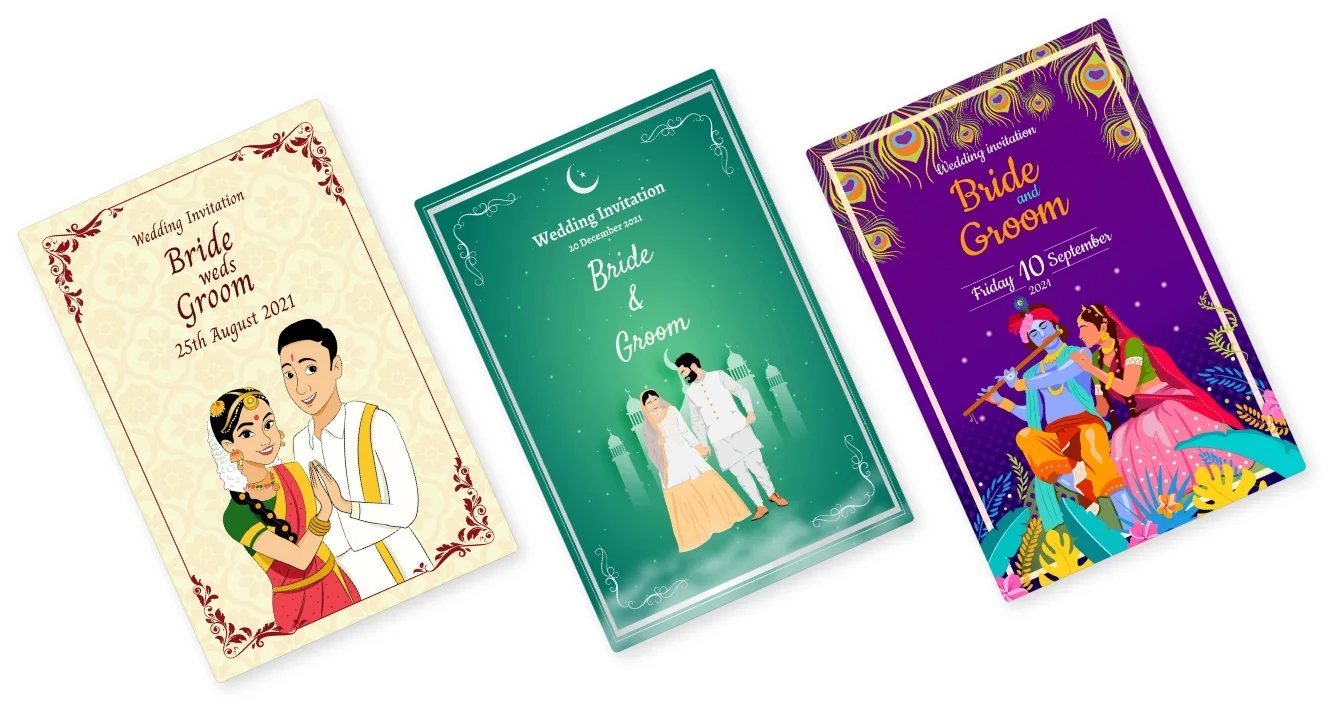 Wedding Invitation
Bride
weds
Groom
25th August 2021
Wedding Invitation
20 December 2021
Bride
&
Groom
Wedding invitation
Bride
and
Groom
Friday 10 September
2021